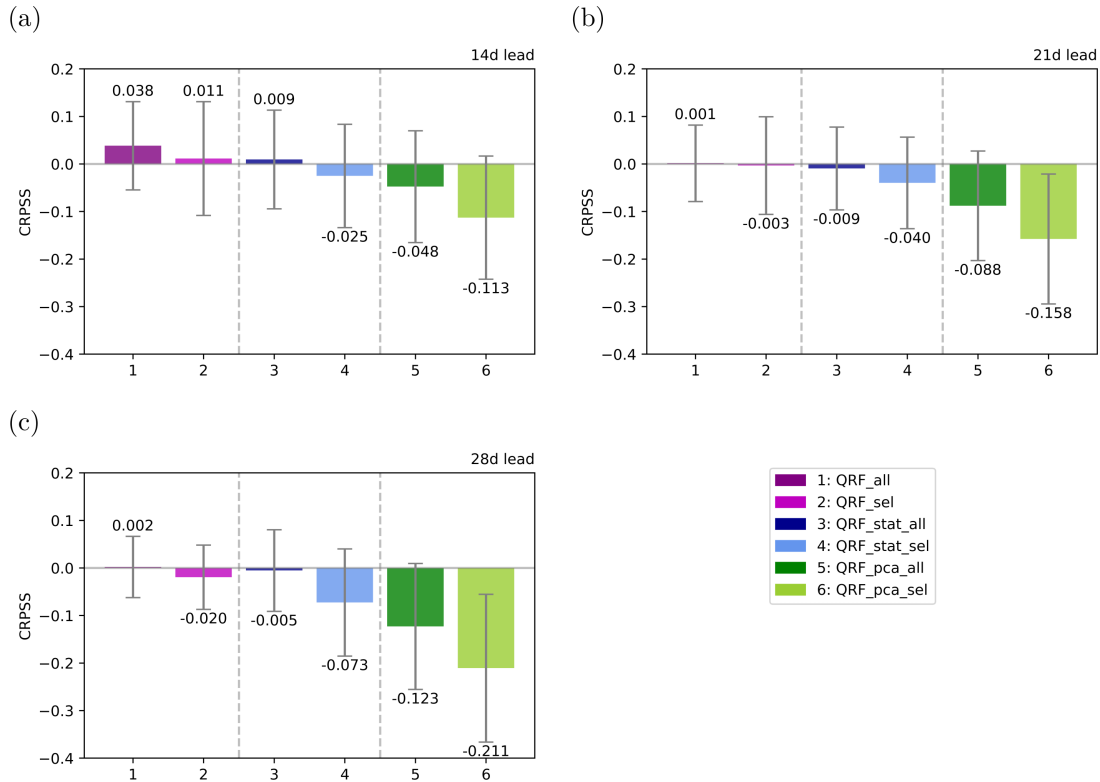 (a)
14d lead
0.2
0.1
0.0
−0.1
−0.2
−0.3
−0.4
CRPSS
0.038
0.011
0.009
-0.025
-0.048
-0.113
1 2 3 4 5 6
(b)
21d lead
0.2
0.1
0.0
−0.1
−0.2
−0.3
−0.4
CRPSS
0.001
-0.003
-0.009
-0.040
-0.088
-0.158
1 2 3 4 5 6
(c)
28d lead
0.2
0.1
0.0
−0.1
−0.2
−0.3
−0.4
CRPSS
0.002
-0.020
-0.005
-0.073
-0.123
-0.211
1 2 3 4 5 6
1: QRF_all
2: QRF_sel
3: QRF_stat_all
4: QRF_stat_sel
5: QRF_pca_all
6: QRF_pca_sel